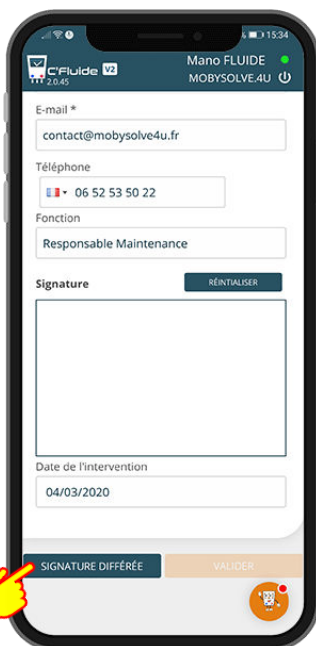 15:34
C'Fluide V2
2.0.45
Mano FLUIDE
MOBYSOLVE.4U
E-mail *
contact@mobysolve4u.fr
Téléphone
06 52 53 50 22
Fonction
Responsable Maintenance
Signature
RÉINTIALISER
Date de l'intervention
04/03/2020
SIGNATURE DIFFÉRÉE
VALIDER